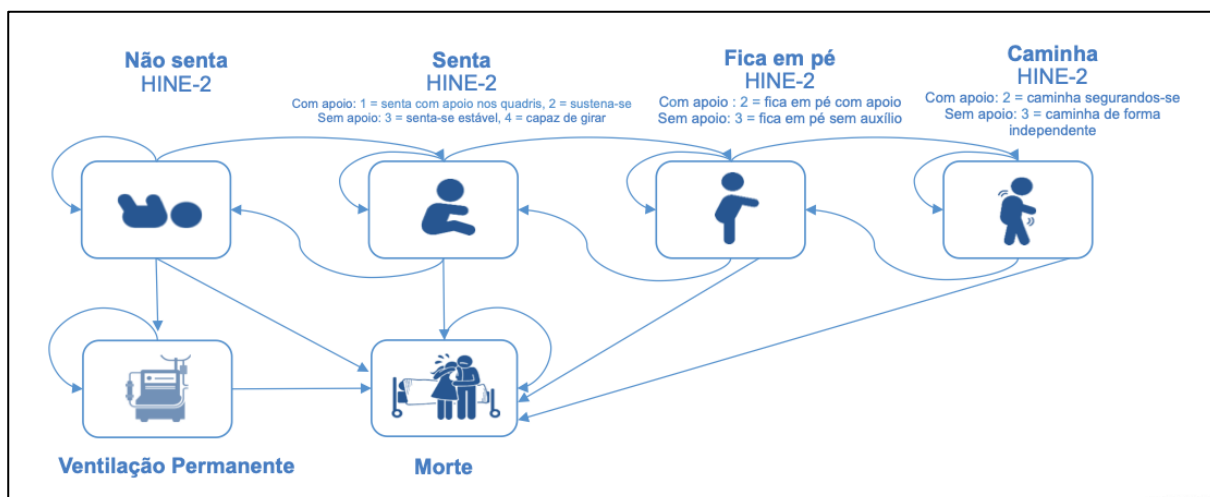 Não senta
HINE-2
Senta
HINE-2
Com apoio: 1 = senta com apoio nos quadris, 2 = sustena-se
Sem apoio: 3 = senta-se estável, 4 = capaz de girar
Fica em pé
HINE-2
Com apoio : 2 = fica em pé com apoio
Sem apoio: 3 = fica em pé sem auxílio
Caminha
HINE-2
Com apoio: 2 = caminha segurandos-se
Sem apoio: 3 = caminha de forma
independente
Ventilação Permanente
Morte